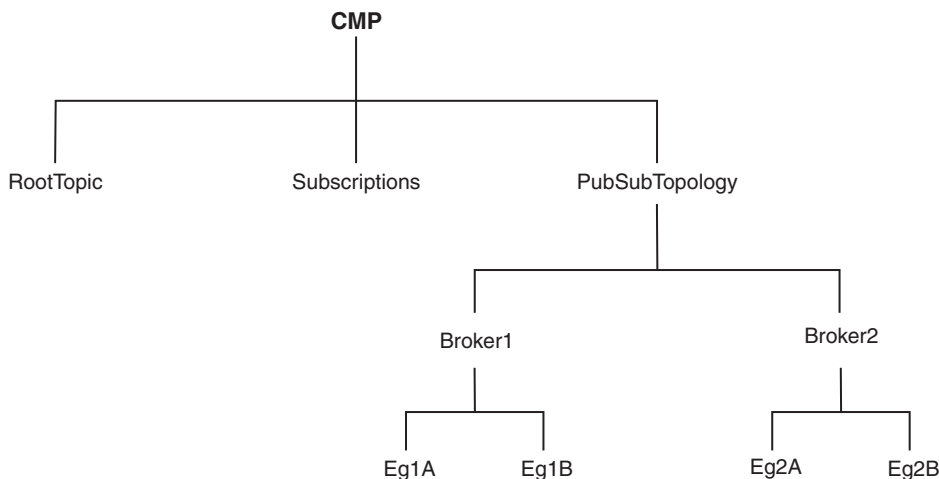 CMP
RootTopic
Subscriptions
PubSubTopology
Broker1
Broker2
Eg1A
Eg1B
Eg2A
Eg2B